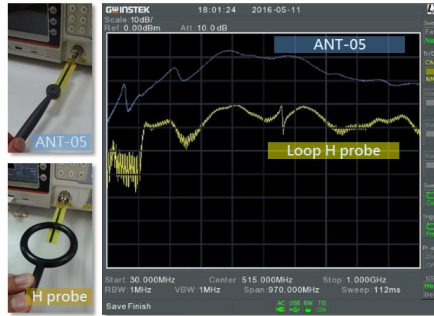 GWINSTEK 18:01:24 2016-05-11
Scale: 10dB/
Ref: 0.00dBm Att: 10.0 dB
ANT-05
ANT-05
Loop H probe
H probe
Start: 30.000MHz Center: 515.000MHz Stop: 1.000GHz
RBW: 1MHz VBW: 1MHz Span: 970.000MHz Sweep: 112ms
Save Finish
AC USB BW TG
ON